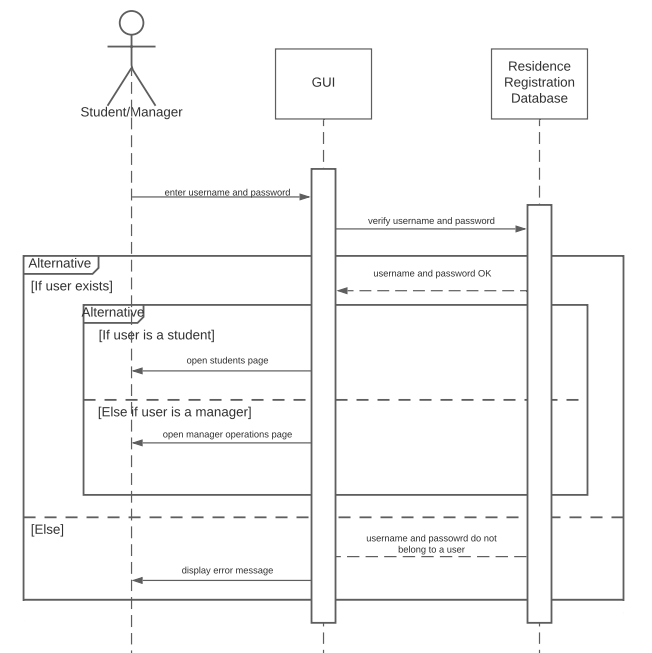 Student/Manager
GUI
Residence
Registration
Database
enter username and password
verify username and password
Alternative
[If user exists]
username and password OK
Alternative
[If user is a student]
open students page
[Else if user is a manager]
open manager operations page
[Else]
username and passowrd do not
belong to a user
display error message